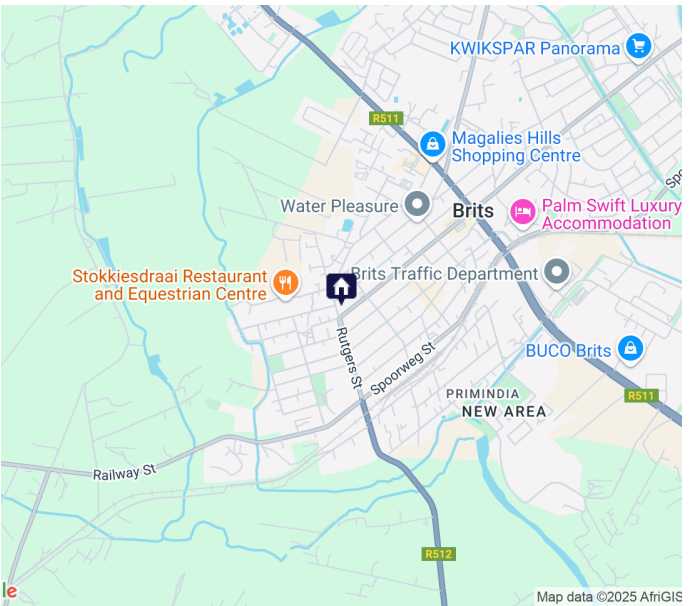 KWIKSPAR Panorama
R511
Magalies Hills
Shopping Centre
Water Pleasure
Brits
Palm Swift Luxury
Accommodation
Brits Traffic Department
Stokkiesdraai Restaurant
and Equestrian Centre
Rutgers St
Spoorweg St
BUCO Brits
R511
PRIMINDIA
NEW AREA
Railway St
R512
le
Map data ©2025 AfriGIS